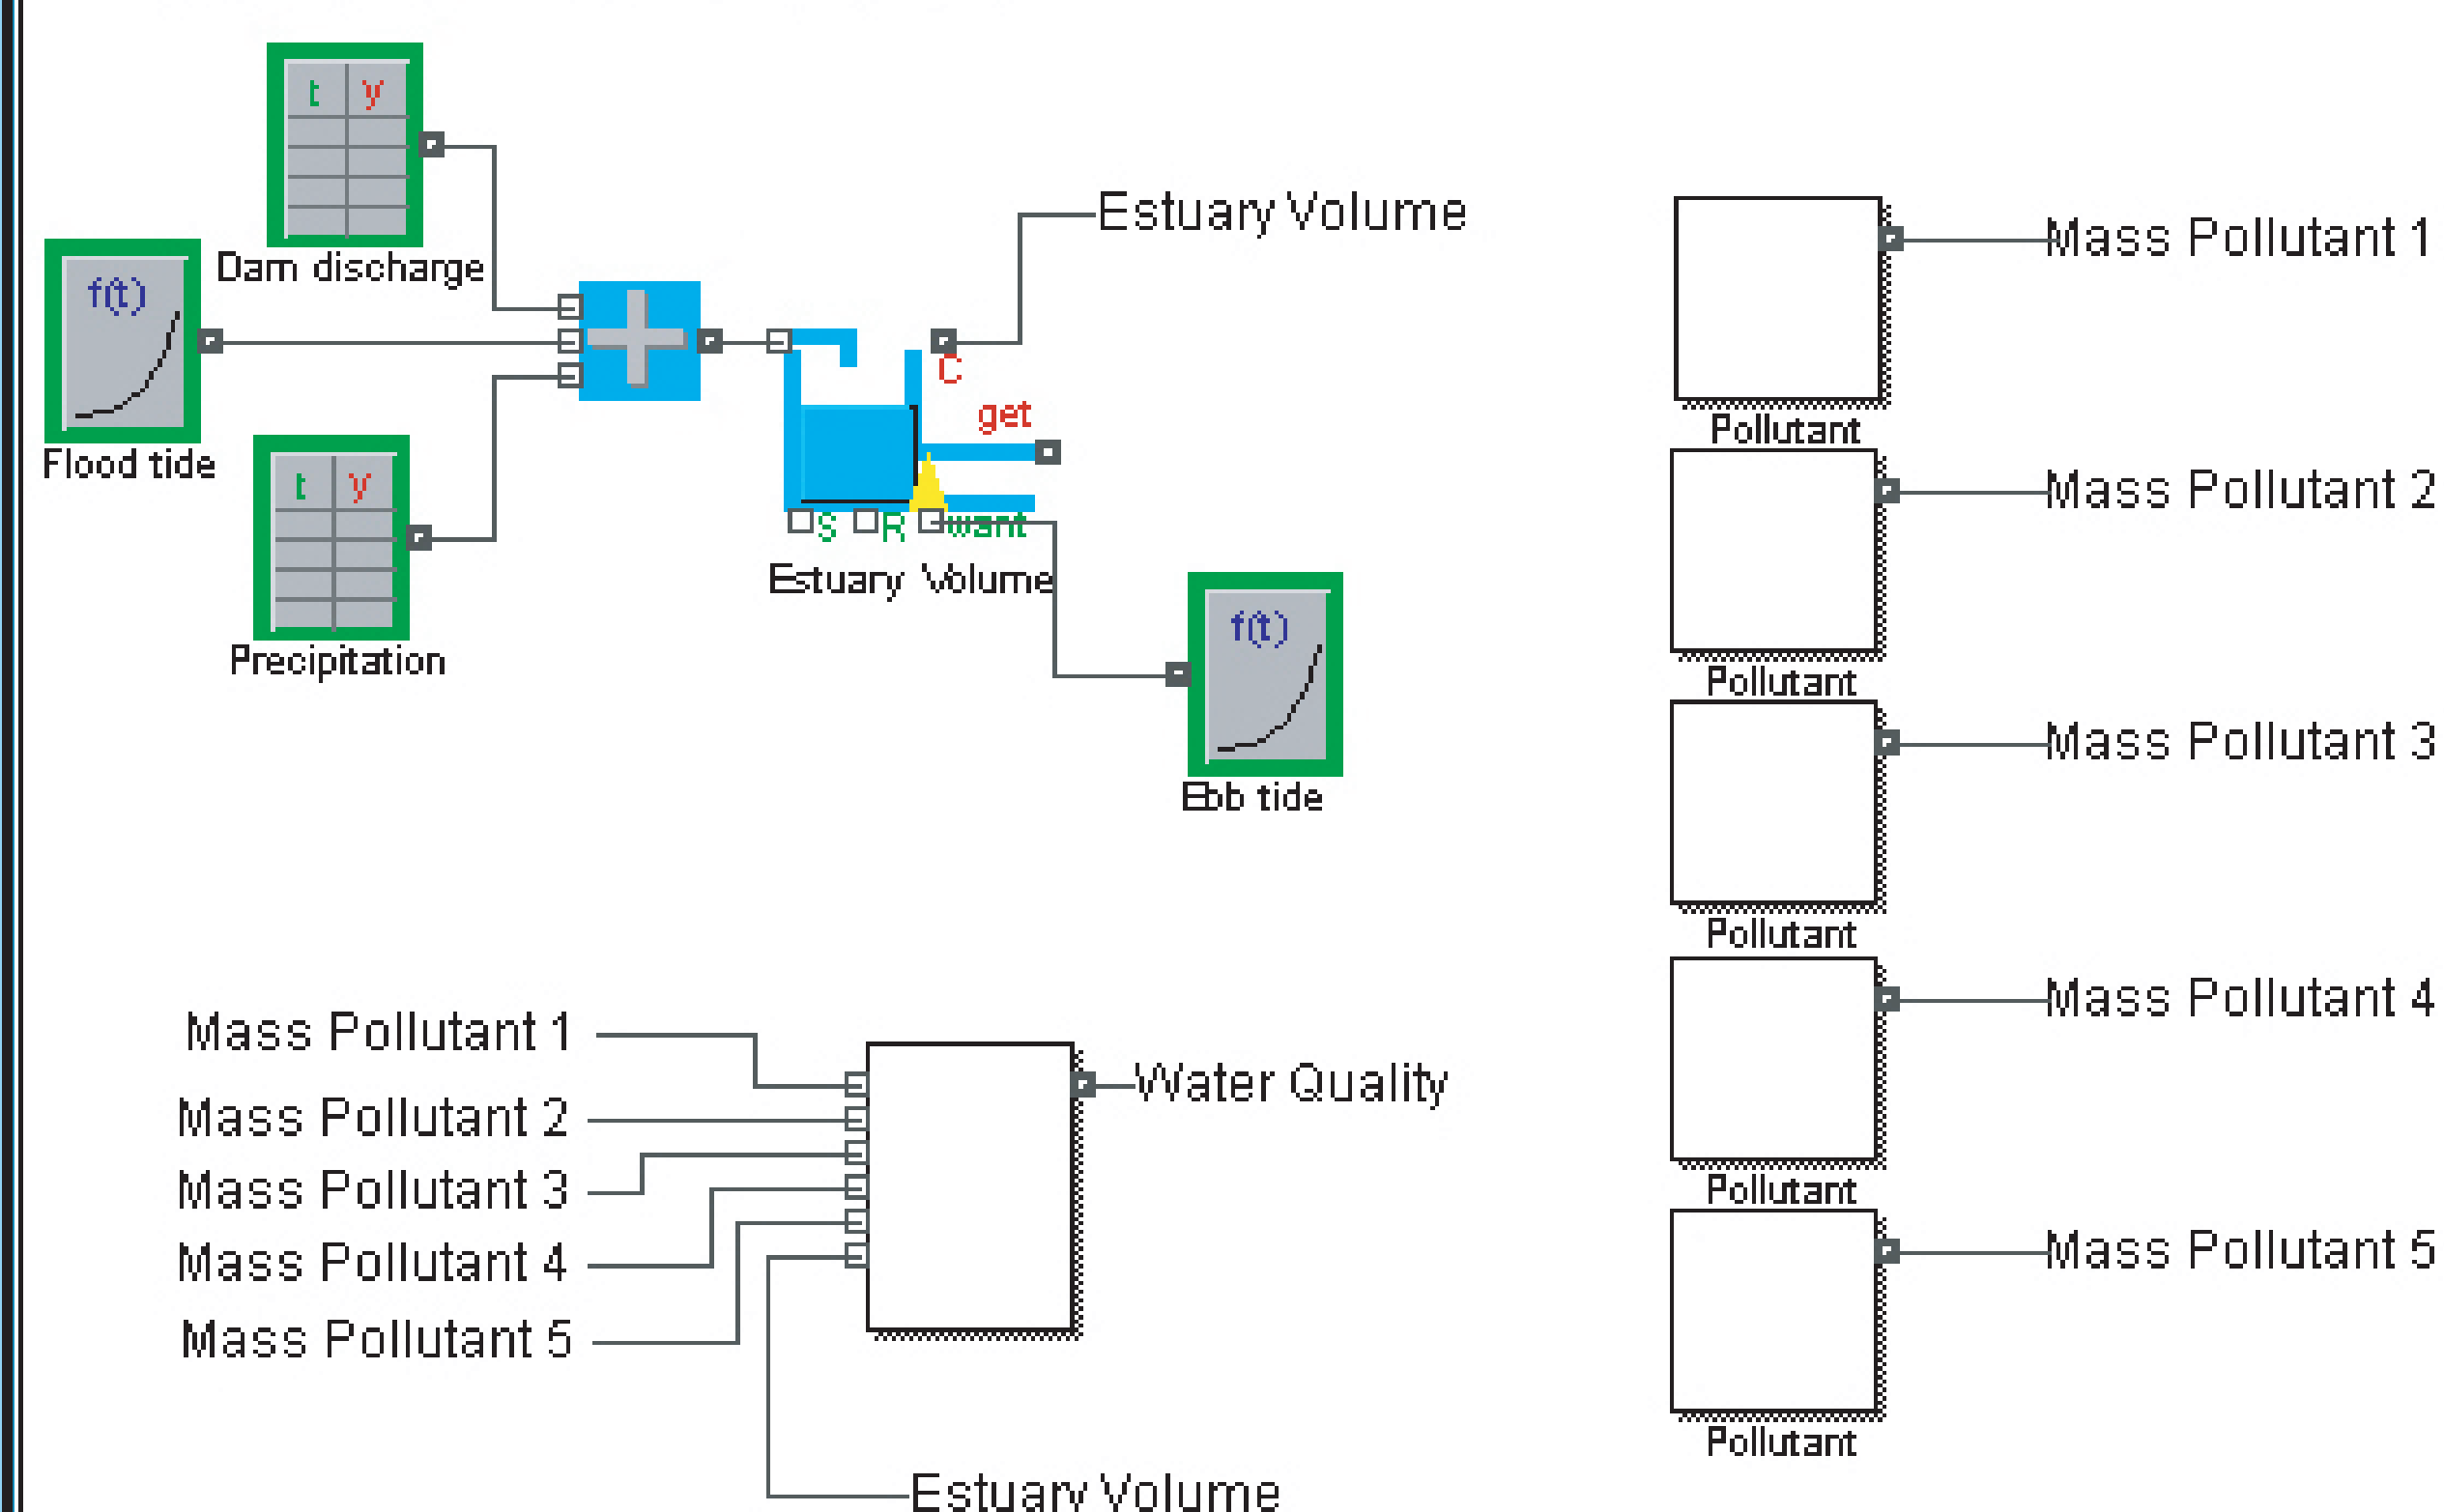 t y
Dam discharge
f(t)
Flood tide
t y
Precipitation
Estuary Volume
C
get
S R want
Estuary Volume
f(t)
Ebb tide
Mass Pollutant 1
Pollutant
Mass Pollutant 2
Pollutant
Mass Pollutant 3
Pollutant
Mass Pollutant 4
Pollutant
Mass Pollutant 5
Pollutant
Mass Pollutant 1
Mass Pollutant 2
Mass Pollutant 3
Mass Pollutant 4
Mass Pollutant 5
Water Quality
Estuary Volume